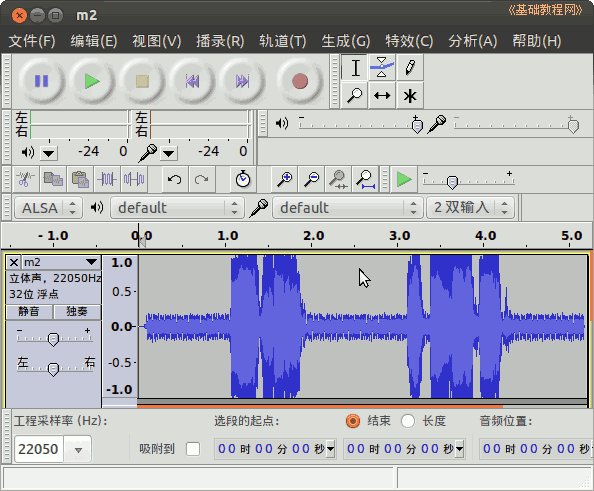 《基础教程网》
m2
文件(F) 编辑(E) 视图(V) 播录(R) 轨道(T) 生成(G) 特效(C) 分析(A) 帮助(H)
左 左
右 右
-24 0 -24 0
ALSA default default 2 双输入
- 1.0 0.0 1.0 2.0 3.0 4.0 5.0
m2
立体声, 22050Hz
32位 浮点
静音 独奏
- +
左 右
1.0
0.5
0.0
-0.5
-1.0
工程采样率 (Hz): 选段的起点: 结束 长度 音频位置:
22050 吸附到 00 时 00 分 00 秒 00 时 00 分 00 秒 00 时 00 分 00 秒